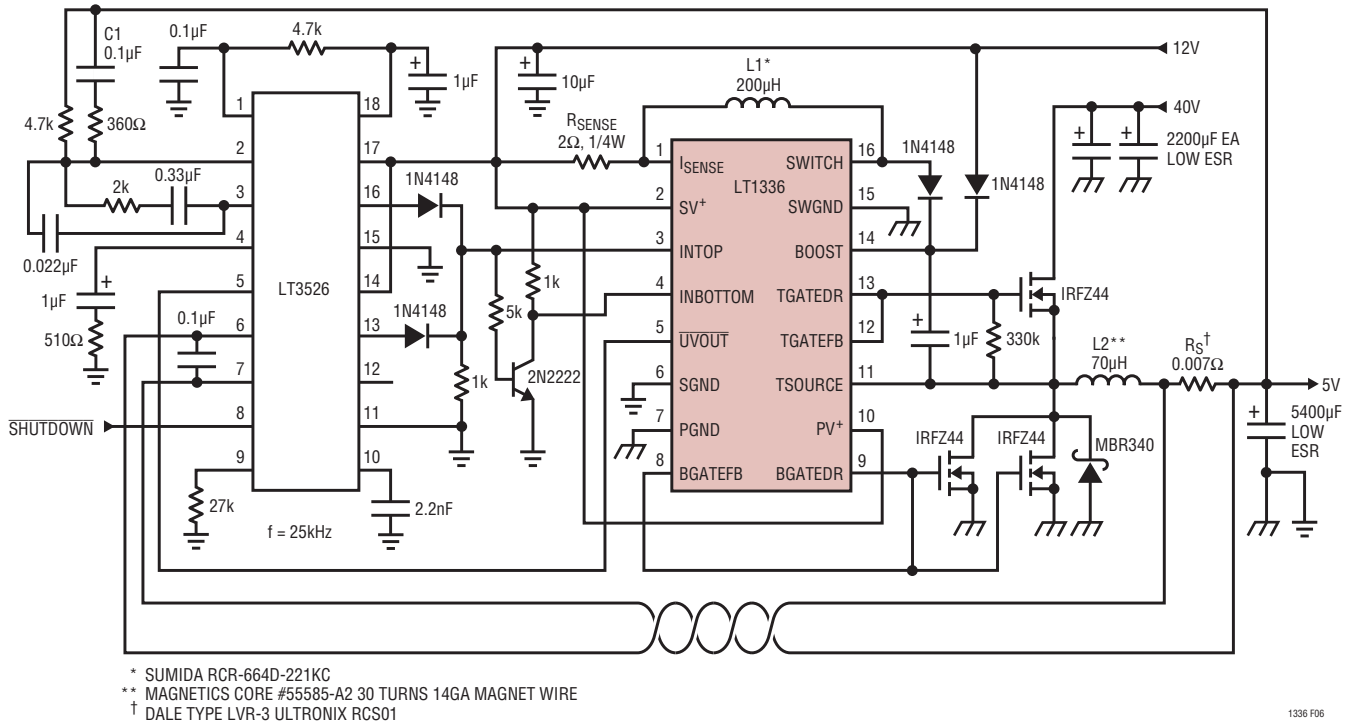 C1
0.1µF
0.1µF
4.7k
1µF
4.7k
360Ω
2k
0.33µF
0.022µF
1µF
510Ω
0.1µF
SHUTDOWN
27k
f = 25kHz
2.2nF
LT3526
1
2
3
4
5
6
7
8
9
18
17
16
15
14
13
12
11
10
1N4148
1N4148
1k
5k
1k
2N2222
10µF
RSENSE
2Ω, 1/4W
L1*
200µH
12V
40V
2200µF EA
LOW ESR
LT1336
1 ISENSE
2 SV+
3 INTOP
4 INBOTTOM
5 UVOUT
6 SGND
7 PGND
8 BGATEFB
SWITCH 16
SWGND 15
BOOST 14
TGATEDR 13
TGATEFB 12
TSOURCE 11
PV+ 10
BGATEDR 9
1N4148
1N4148
+
+
+
+
+
+
+
+
1µF
330k
IRFZ44
L2**
70µH
RS†
0.007Ω
5V
5400µF
LOW
ESR
IRFZ44
IRFZ44
MBR340
* SUMIDA RCR-664D-221KC
** MAGNETICS CORE #55585-A2 30 TURNS 14GA MAGNET WIRE
† DALE TYPE LVR-3 ULTRONIX RCS01
1336 F06